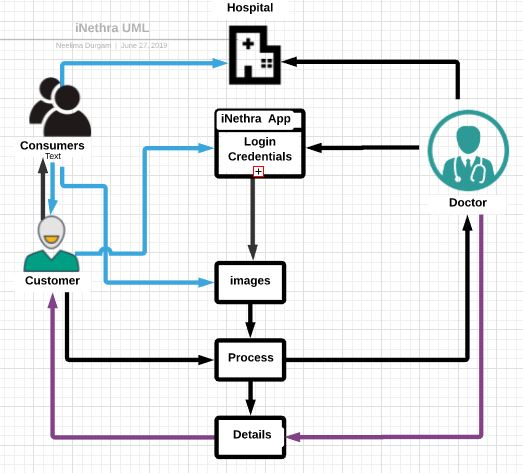 Hospital
iNethra UML
Neelima Durgam | June 27, 2019
iNethra App
Consumers
Text
Login
Credentials
Doctor
Customer
images
Process
Details